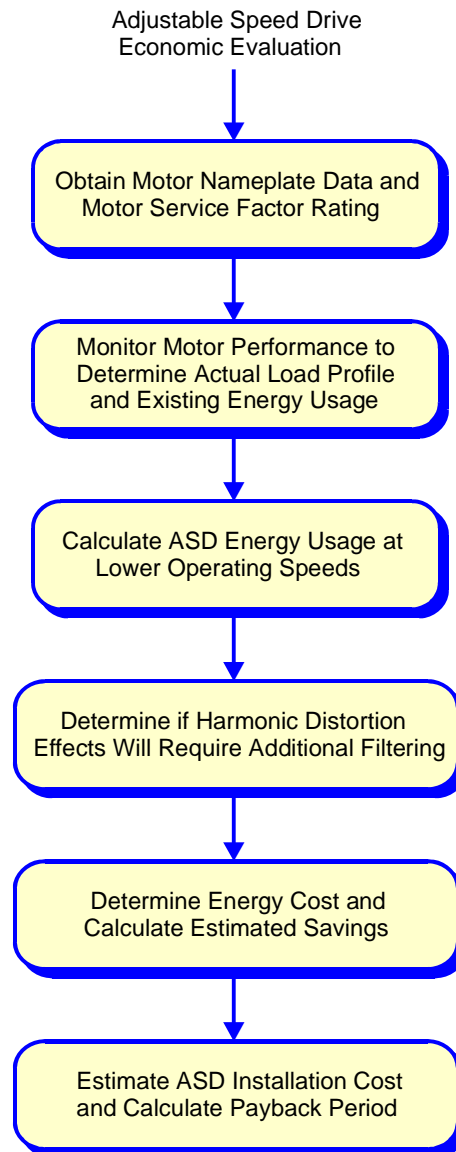 Adjustable Speed Drive
Economic Evaluation
Obtain Motor Nameplate Data and
Motor Service Factor Rating
Monitor Motor Performance to
Determine Actual Load Profile
and Existing Energy Usage
Calculate ASD Energy Usage at
Lower Operating Speeds
Determine if Harmonic Distortion
Effects Will Require Additional Filtering
Determine Energy Cost and
Calculate Estimated Savings
Estimate ASD Installation Cost
and Calculate Payback Period